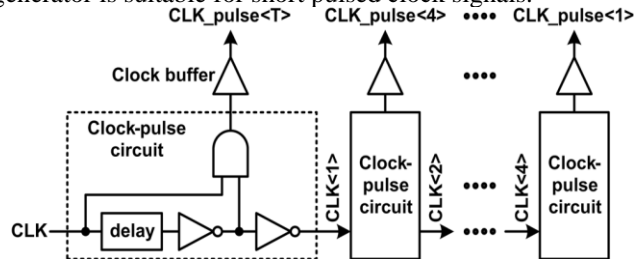 generator is suitable for short pulsed clock signals.
CLK_pulse<T> CLK_pulse<4> CLK_pulse<1>
Clock buffer
Clock-pulse
circuit
CLK
delay
CLK<1>
Clock-
pulse
circuit
CLK<2>
CLK<4>
Clock-
pulse
circuit